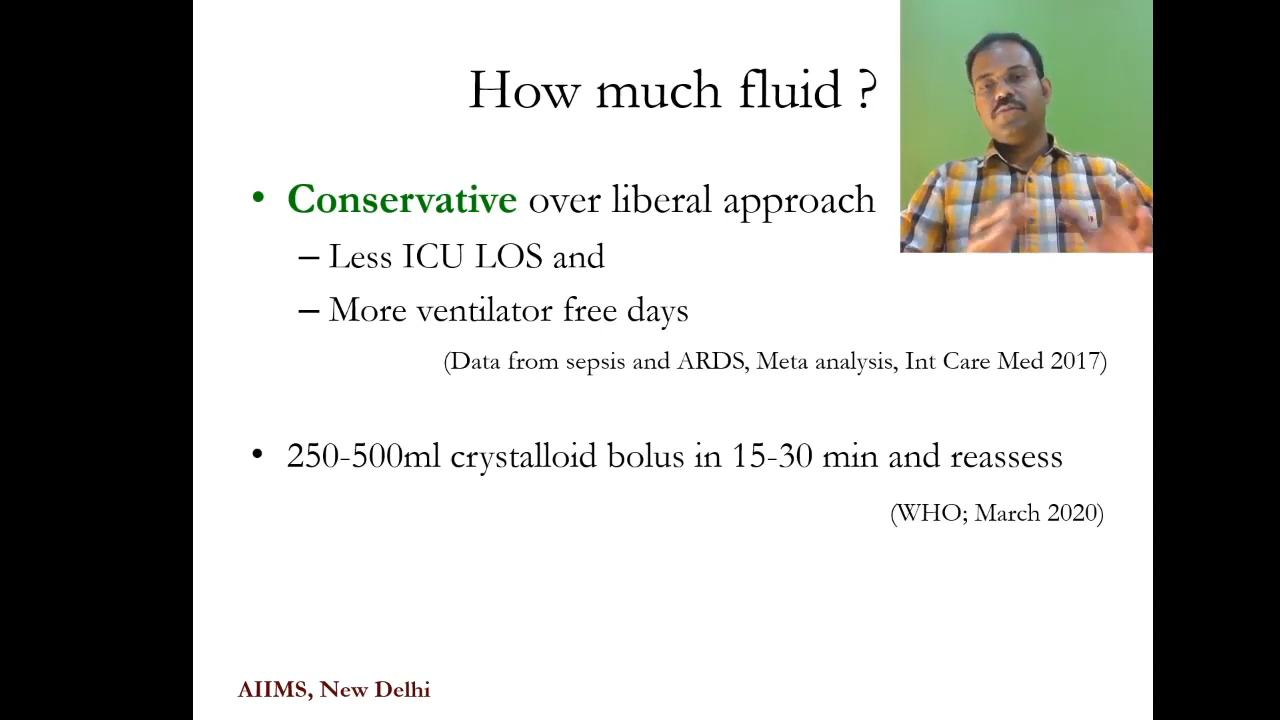 How much fluid ?
• Conservative over liberal approach
– Less ICU LOS and
– More ventilator free days
(Data from sepsis and ARDS, Meta analysis, Int Care Med 2017)
• 250-500ml crystalloid bolus in 15-30 min and reassess
(WHO; March 2020)
AIIMS, New Delhi